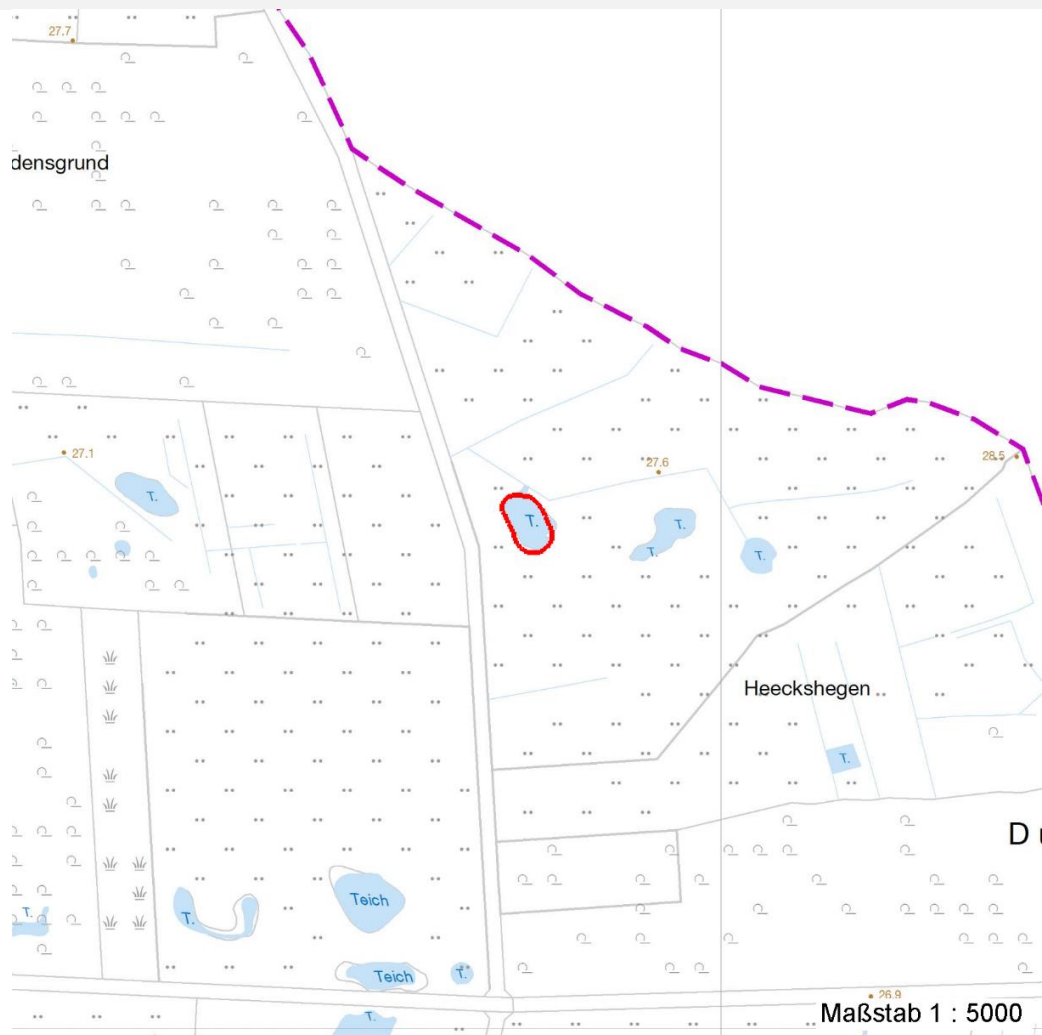 27.7
densgrund
27.1
T.
27.6
28.5
T.
T.
T.
T.
Heeckshegen
T.
D
Teich
T.
T.
Teich
T.
26.9
T.
Maßstab 1 : 5000